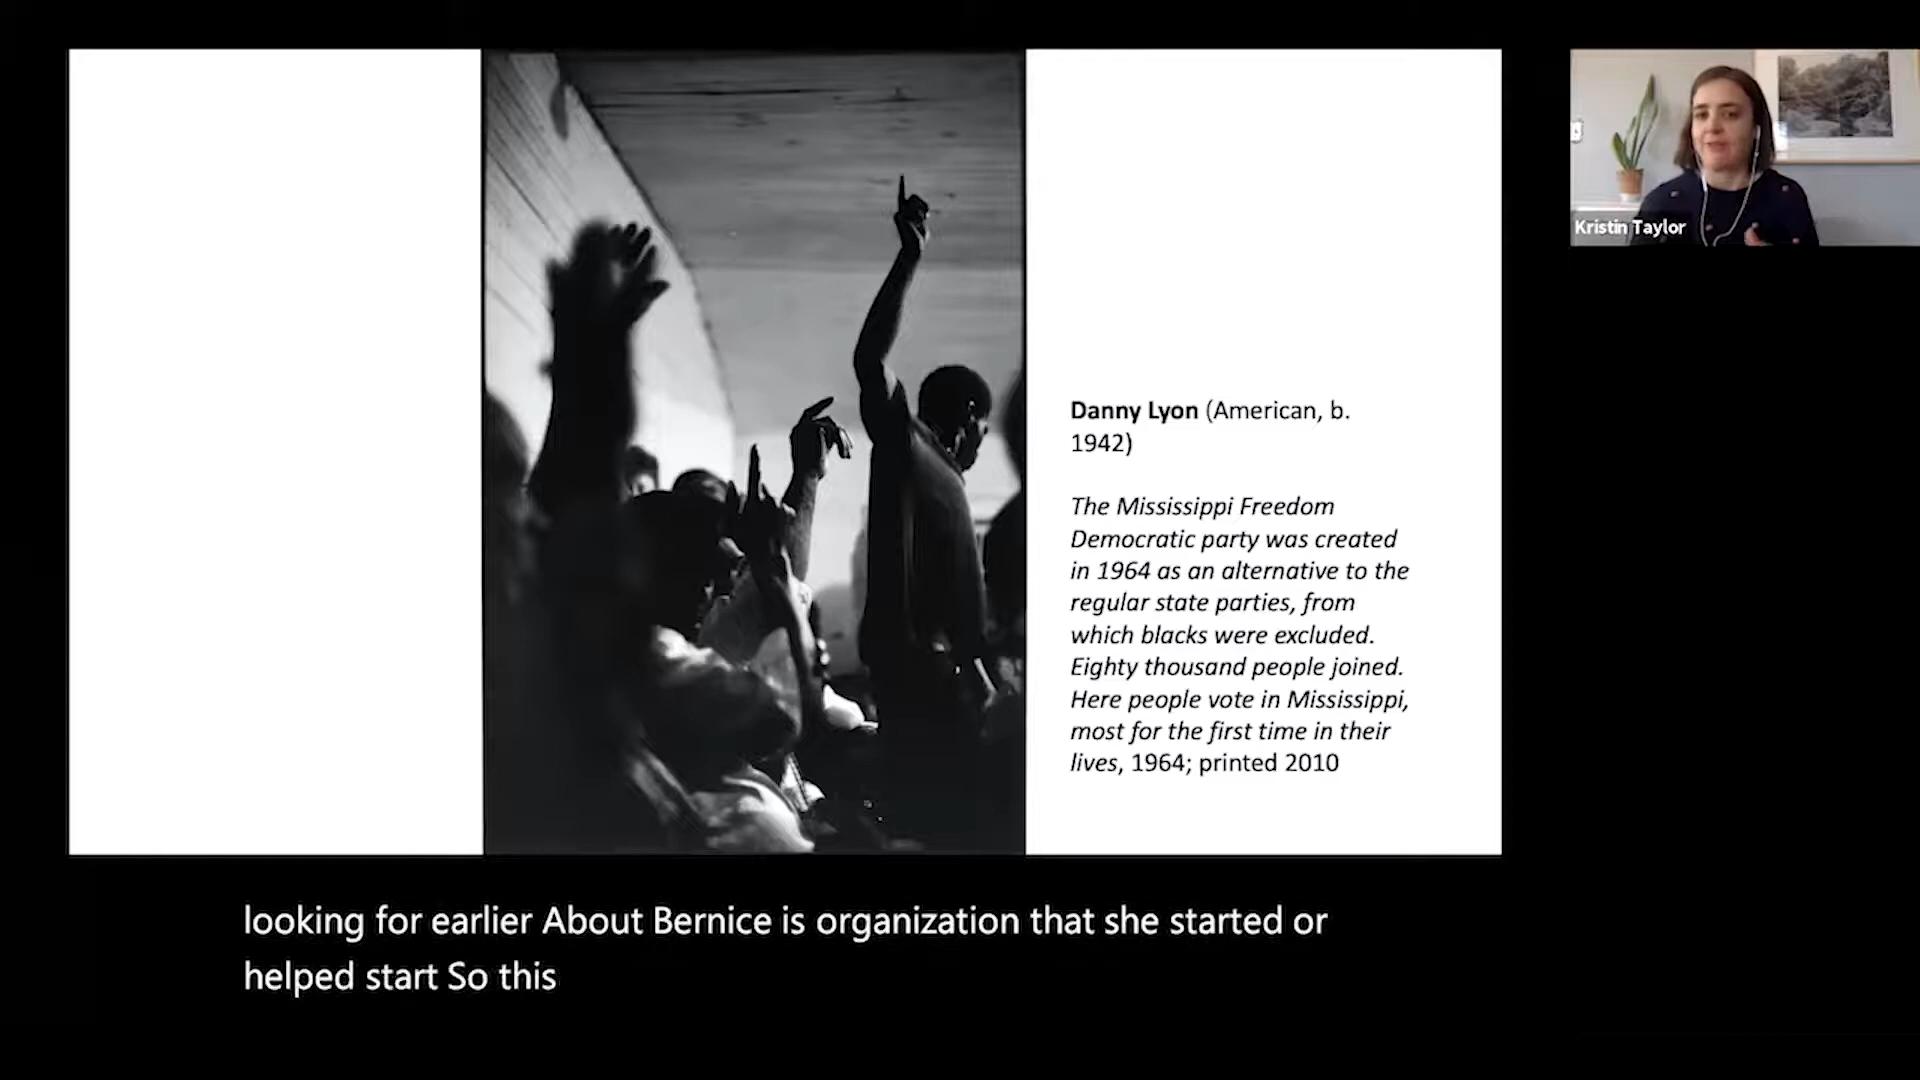 Kristin Taylor
Danny Lyon (American, b.
1942)
The Mississippi Freedom
Democratic party was created
in 1964 as an alternative to the
regular state parties, from
which blacks were excluded.
Eighty thousand people joined.
Here people vote in Mississippi,
most for the first time in their
lives, 1964; printed 2010
looking for earlier About Bernice is organization that she started or
helped start So this